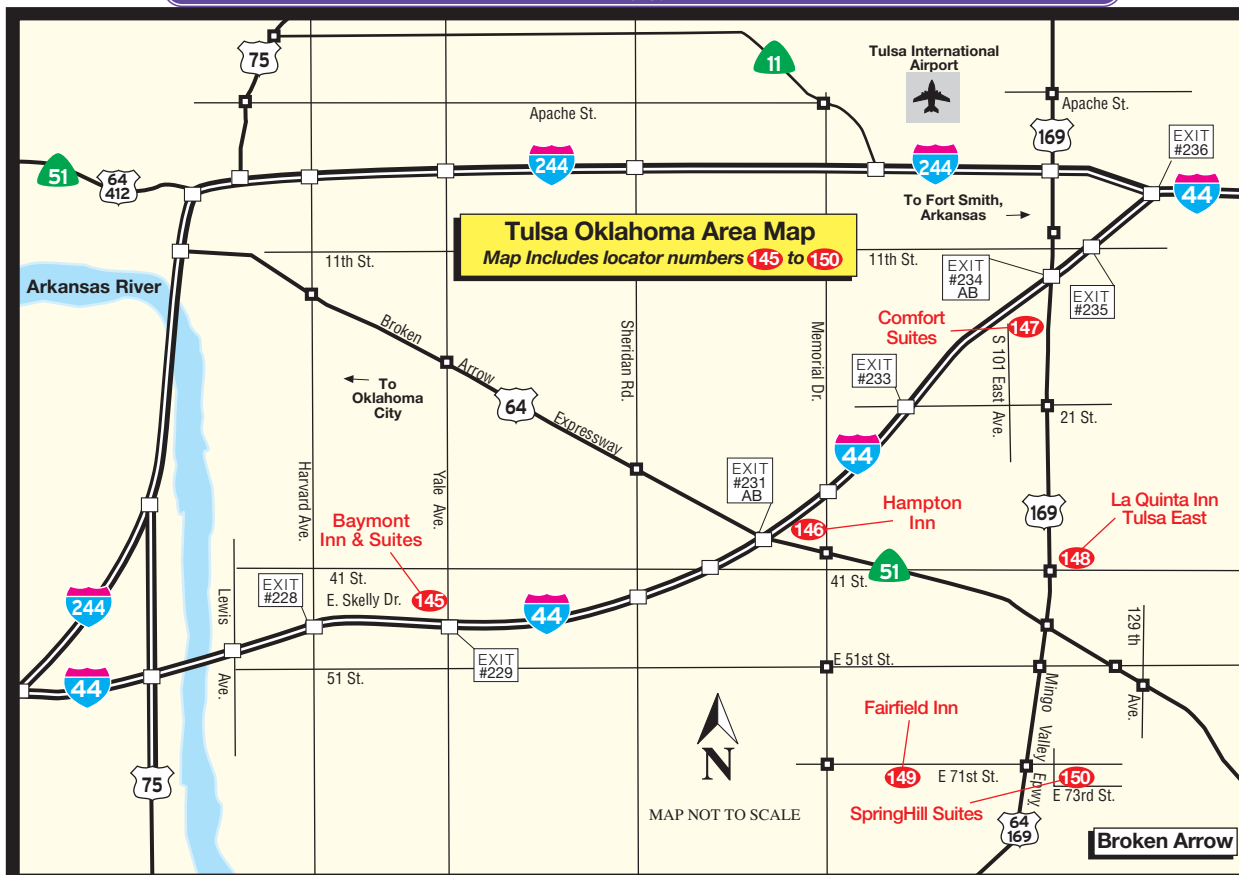 75
11
Tulsa International
Airport
Apache St.
Apache St.
169
EXIT
#236
51
64
412
244
244
44
To Fort Smith,
Arkansas
Tulsa Oklahoma Area Map
Map Includes locator numbers 145 to 150
11th St.
11th St.
EXIT
#234
AB
EXIT
#235
Arkansas River
Comfort
Suites
147
Broken
Arrow
Expressway
Sheridan Rd.
Memorial Dr.
S 101 East Ave.
EXIT
#233
To
Oklahoma
City
64
21 St.
44
Harvard Ave.
Yale Ave.
EXIT
#231
AB
Hampton
Inn
146
169
La Quinta Inn
Tulsa East
148
Baymont
Inn & Suites
145
41 St.
E. Skelly Dr.
41 St.
51
EXIT
#228
244
Lewis
Ave.
44
129 th
Ave.
EXIT
#229
E 51st St.
51 St.
44
Mingo Valley Epwy.
Fairfield Inn
149
N
E 71st St.
150
E 73rd St.
75
MAP NOT TO SCALE
SpringHill Suites
64
169
Broken Arrow